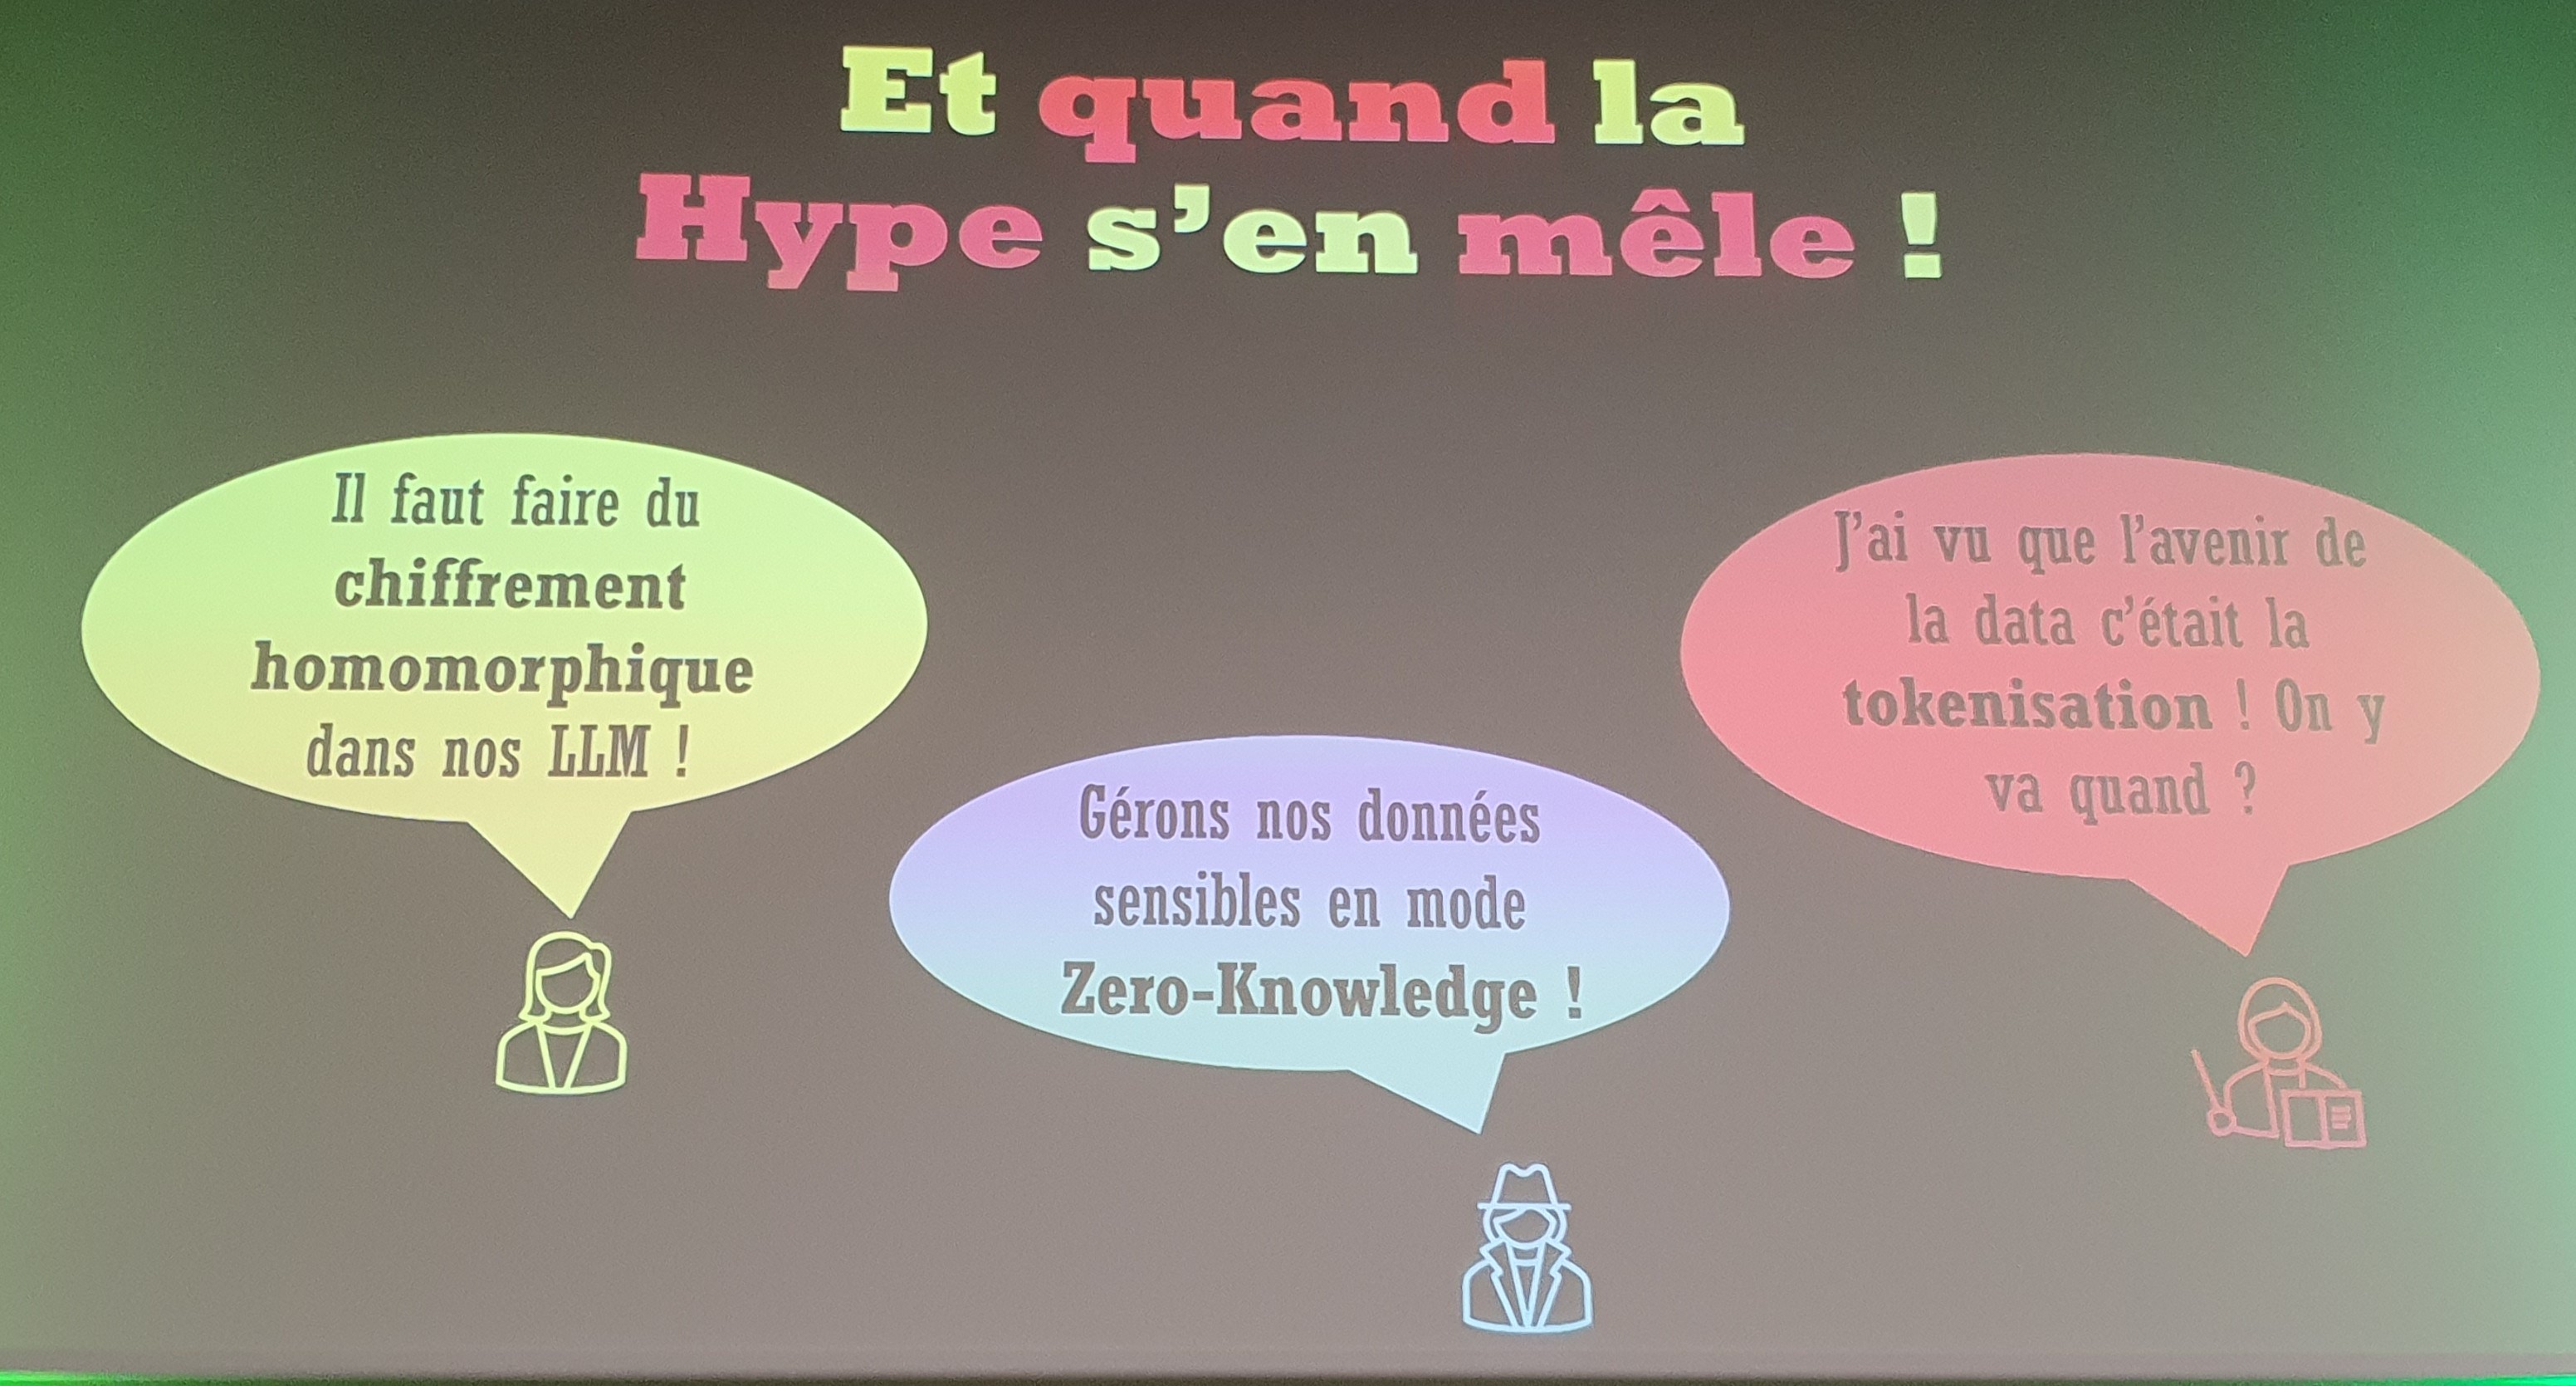 Et quand la
Hype s'en mêle !
Il faut faire du
chiffrement
homomorphique
dans nos LLM !
Gérons nos données
sensibles en mode
Zero-Knowledge !
J'ai vu que l'avenir de
la data c'était la
tokenisation ! On y
va quand ?